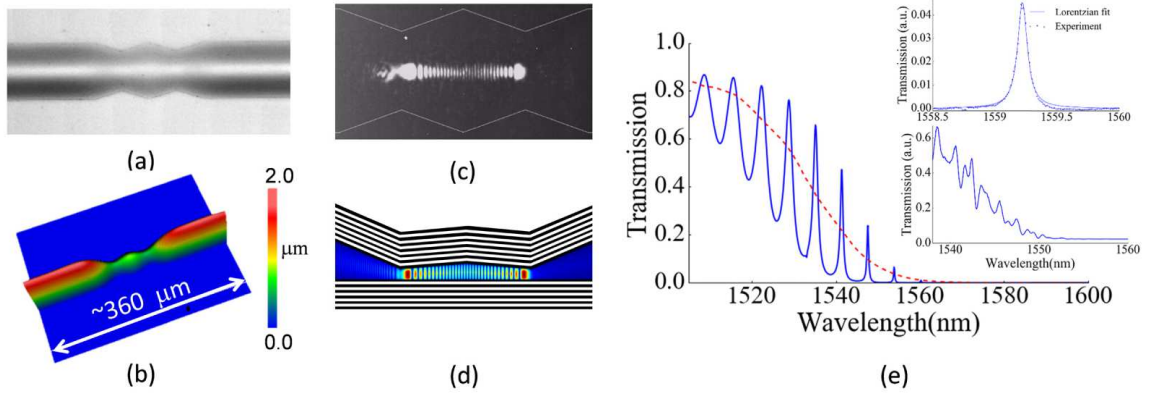 (a)
2.0
μm
0.0
~360 μm
(b)
(c)
(d)
Transmission
1.0
0.8
0.6
0.4
0.2
0.0
1520
1540
1560
1580
1600
Wavelength(nm)
Transmission (a.u.)
0.04
0.03
0.02
0.01
0.00
Lorentzian fit
Experiment
1558.5
1559
1559.5
1560
Transmission (a.u.)
0.6
0.4
0.2
0.0
1540
1550
1560
Wavelength(nm)
(e)